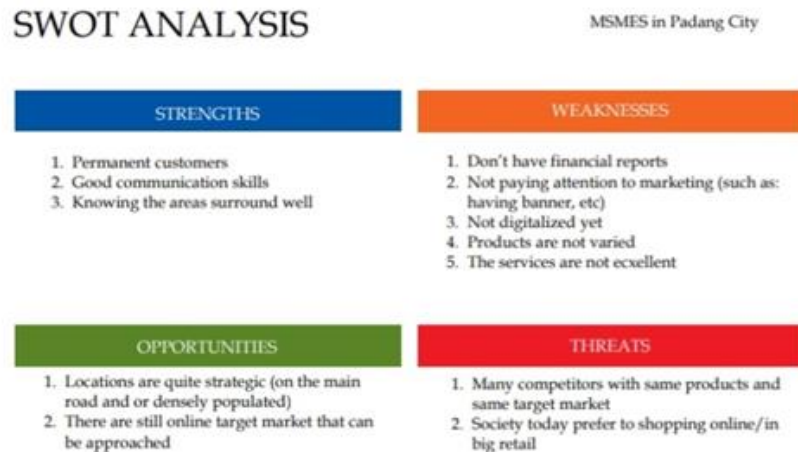 SWOT ANALYSIS
MSMES in Padang City
STRENGTHS
1. Permanent customers
2. Good communication skills
3. Knowing the areas surround well
WEAKNESSES
1. Don't have financial reports
2. Not paying attention to marketing (such as:
having banner, etc)
3. Not digitalized yet
4. Products are not varied
5. The services are not ecxellent
OPPORTUNITIES
1. Locations are quite strategic (on the main
road and or densely populated)
2. There are still online target market that can
be approached
THREATS
1. Many competitors with same products and
same target market
2. Society today prefer to shopping online/in
big retail